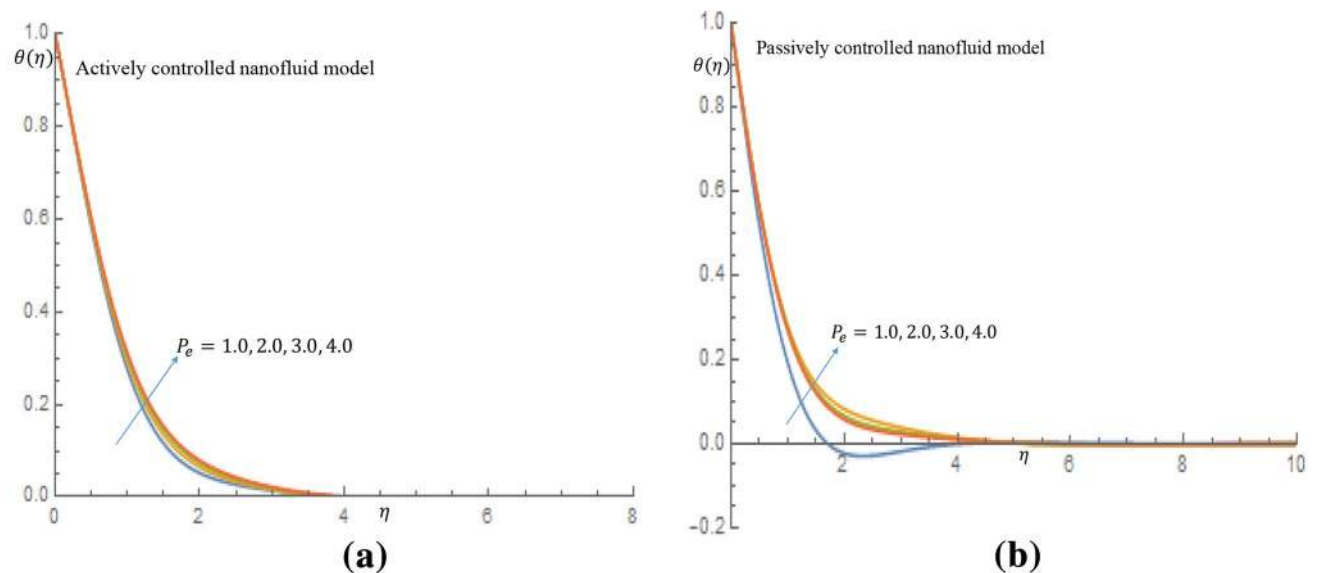 1.0
θ(η)
Actively controlled nanofluid model
0.8
0.6
0.4
P_e = 1.0, 2.0, 3.0, 4.0
0.2
0.0
0 2 4 η 6 8
(a)
1.0
Passively controlled nanofluid model
θ(η)
0.8
0.6
0.4
P_e = 1.0, 2.0, 3.0, 4.0
0.2
0.0
2 4 η 6 8 10
-0.2
(b)